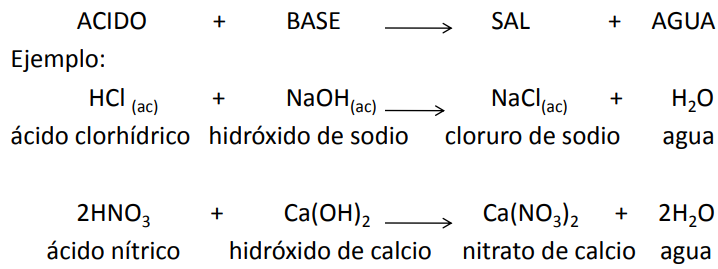 ACIDO + BASE ⟶ SAL + AGUA
Ejemplo:
HCl (ac) + NaOH(ac) ⟶ NaCl(ac) + H₂O
ácido clorhídrico hidróxido de sodio cloruro de sodio agua
2HNO₃ + Ca(OH)₂ ⟶ Ca(NO₃)₂ + 2H₂O
ácido nítrico hidróxido de calcio nitrato de calcio agua